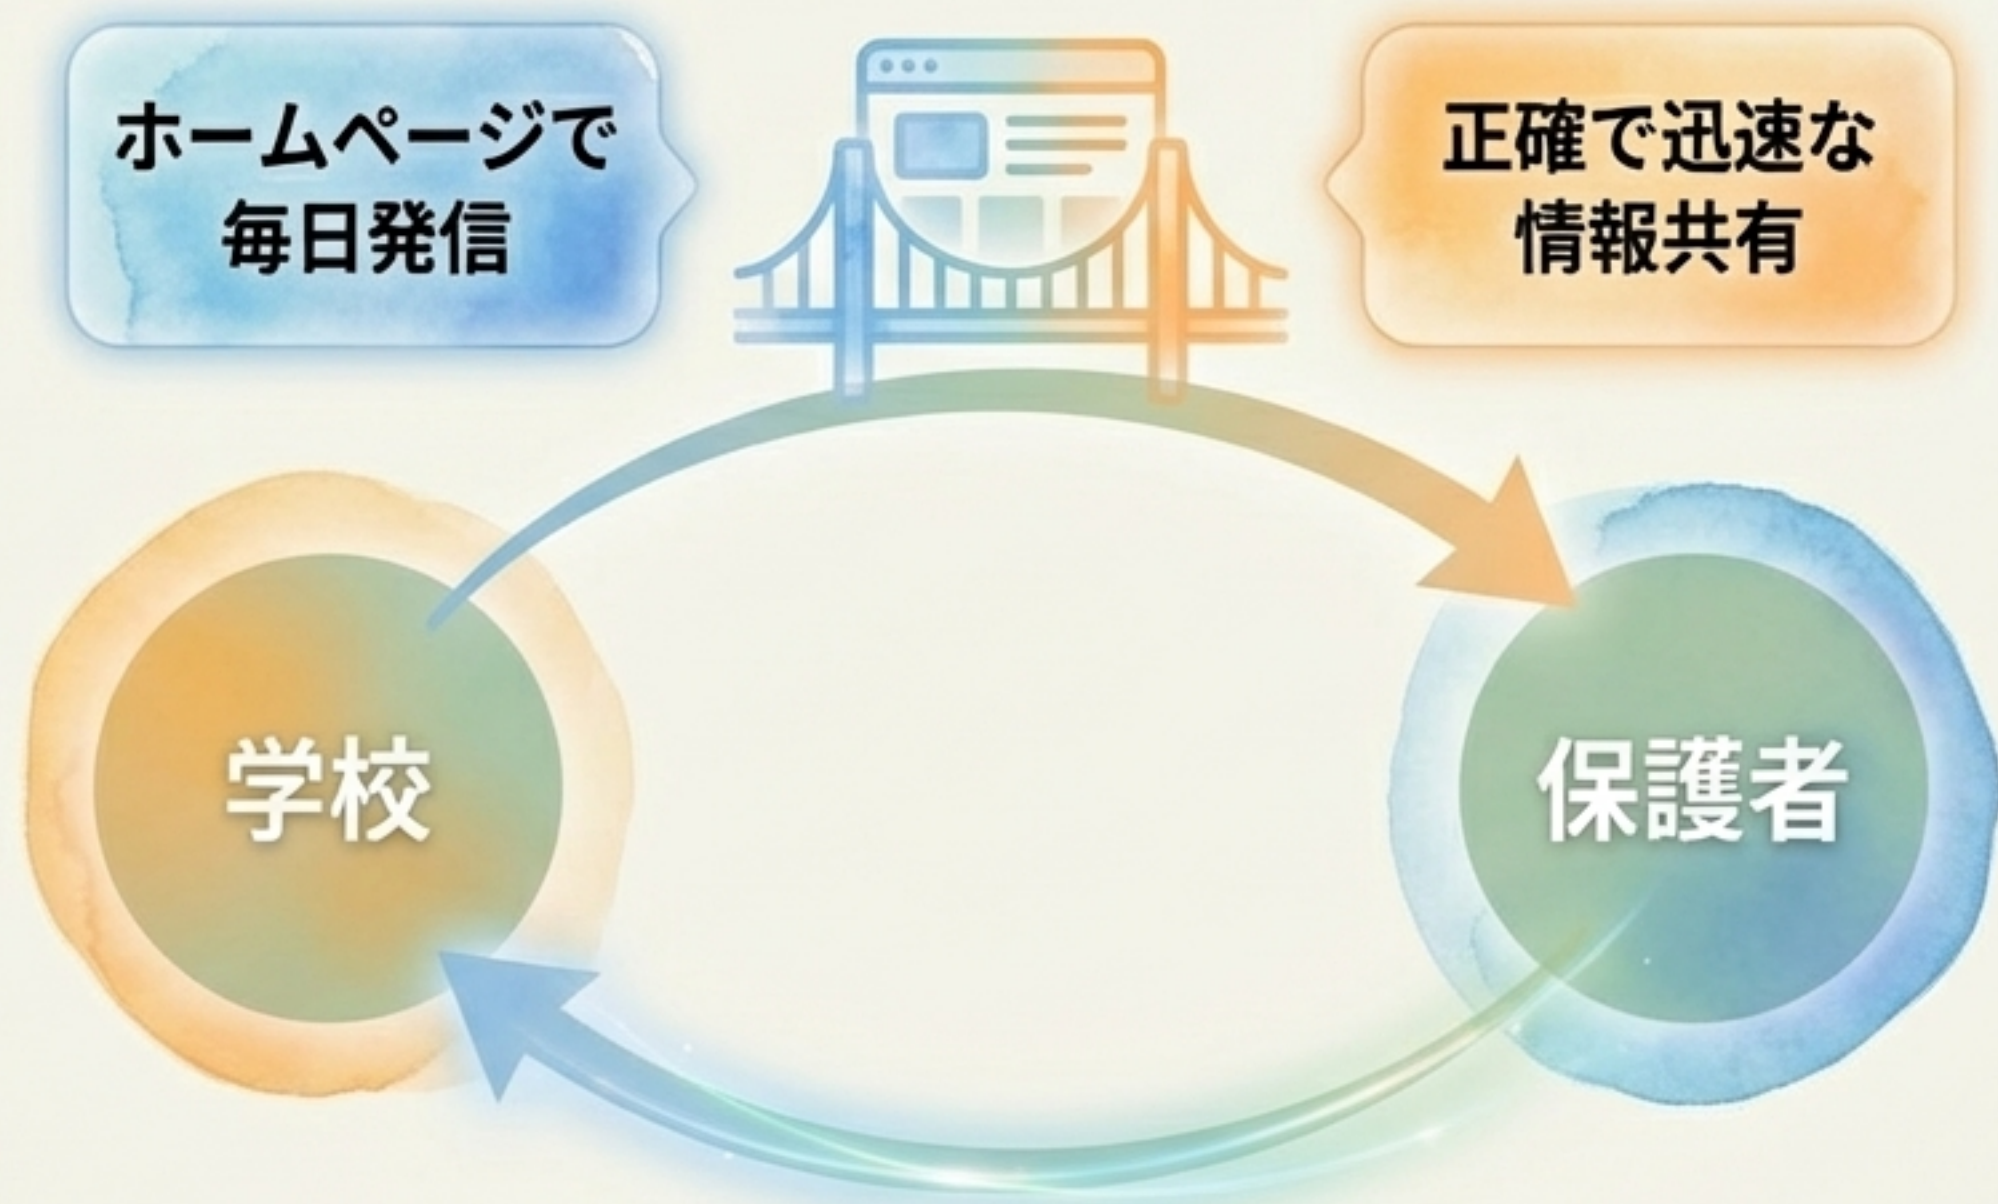 ホームページで
毎日発信
正確で迅速な
情報共有
学校
保護者